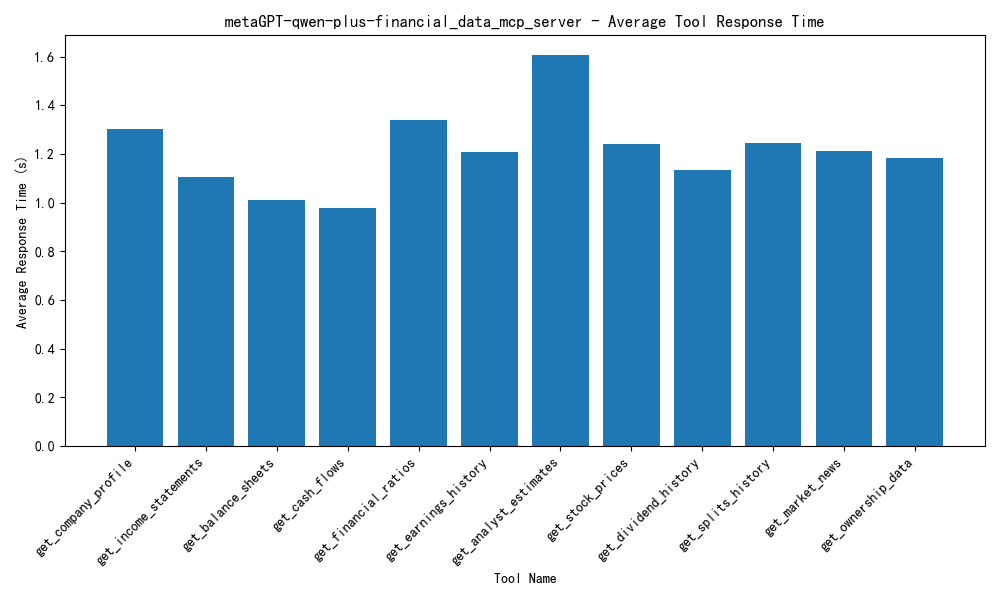 metaGPT-qwen-plus-financial_data_mcp_server - Average Tool Response Time
Average Response Time (s)
1.6
1.4
1.2
1.0
0.8
0.6
0.4
0.2
0.0
get_company_profile
get_income_statements
get_balance_sheets
get_cash_flows
get_financial_ratios
get_earnings_history
get_analyst_estimates
get_stock_prices
get_dividend_history
get_splits_history
get_market_news
get_ownership_data
Tool Name